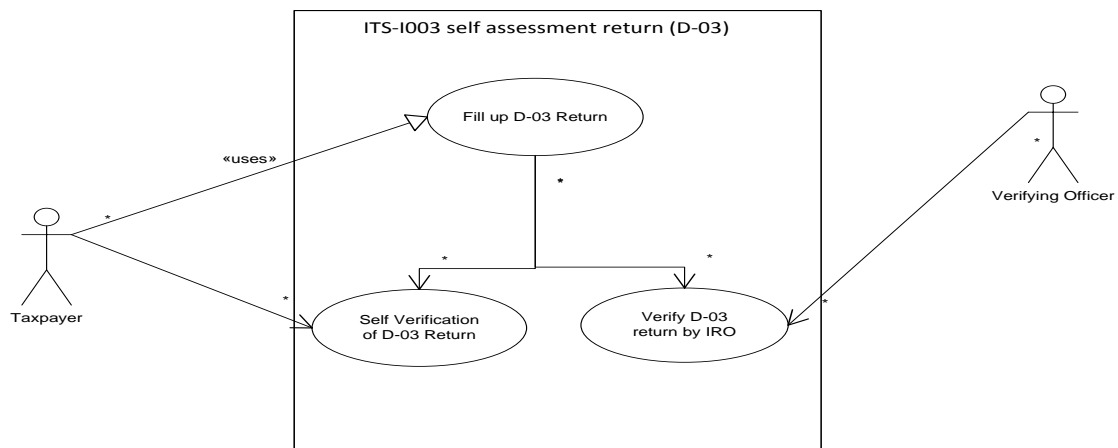 ITS-I003 self assessment return (D-03)
Fill up D-03 Return
«uses»
*
*
*
Verifying Officer
*
*
*
*
Taxpayer
Self Verification
of D-03 Return
Verify D-03
return by IRO